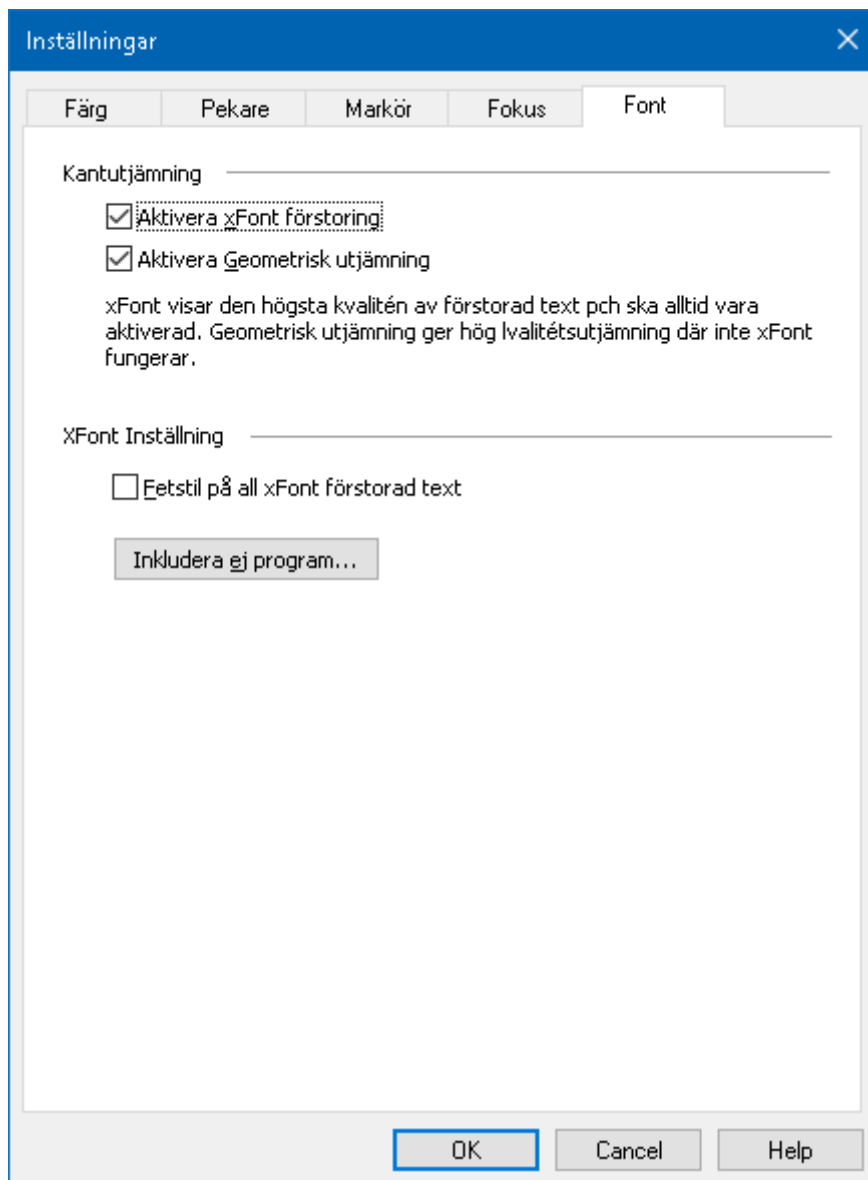 Inställningar
Färg Pekare Markör Fokus Font
Kantutjämning
Aktivera xFont förstoring
Aktivera Geometrisk utjämning
xFont visar den högsta kvalitén av förstorad text pch ska alltid vara
aktiverad. Geometrisk utjämning ger hög lvalitétsutjämning där inte xFont
fungerar.
XFont Inställning
Fetstil på all xFont förstorad text
Inkludera ej program...
OK Cancel Help